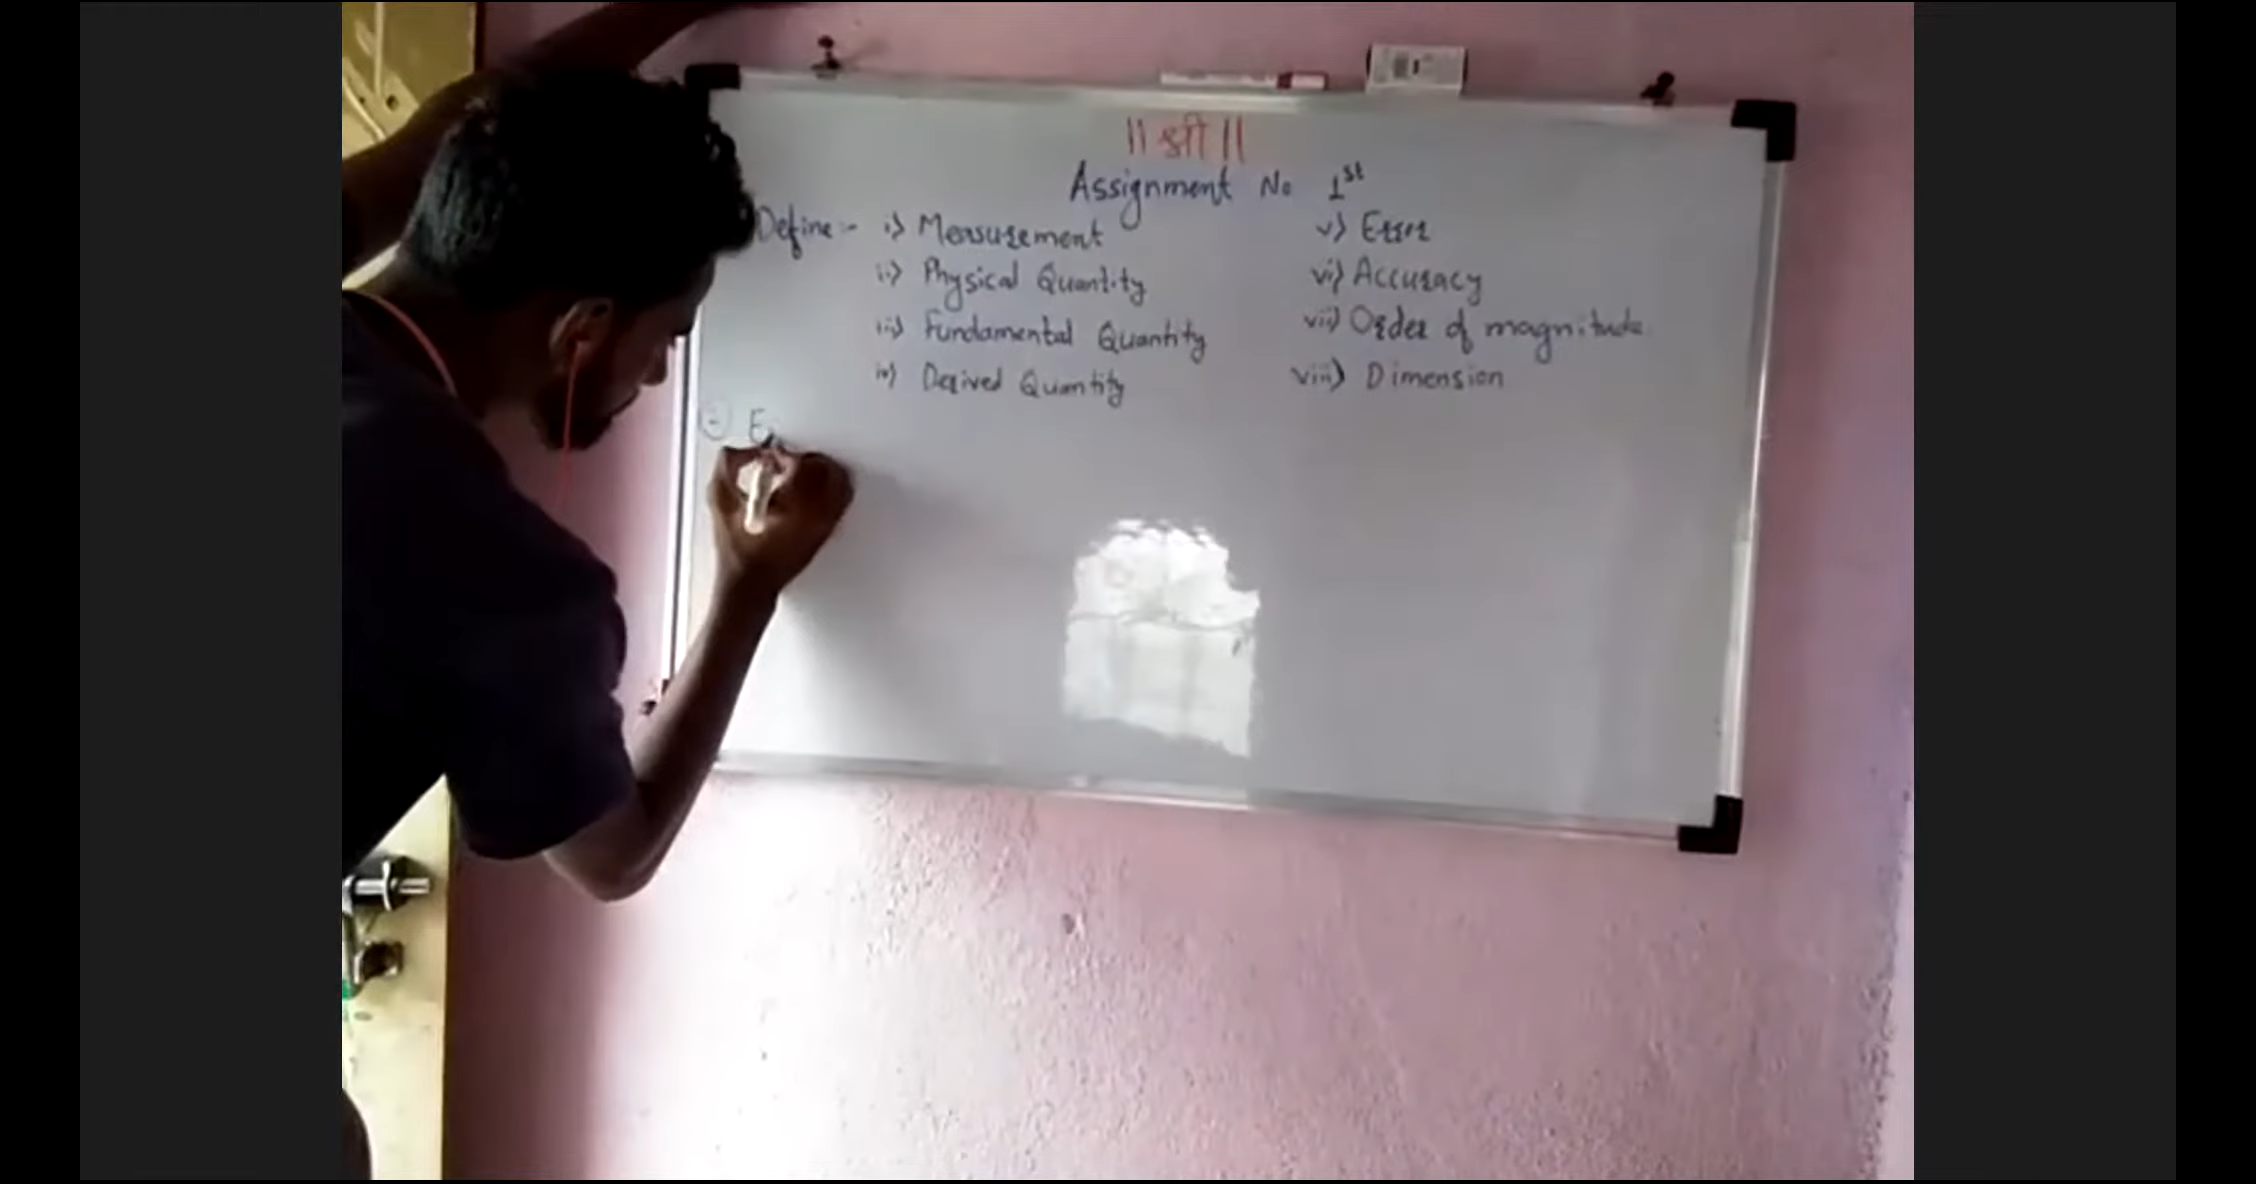 ॥ श्री ॥
Assignment No 1st
Define:- i) Measurement v) Error
ii) Physical Quantity vi) Accuracy
iii) Fundamental Quantity vii) Order of magnitude
iv) Derived Quantity viii) Dimension